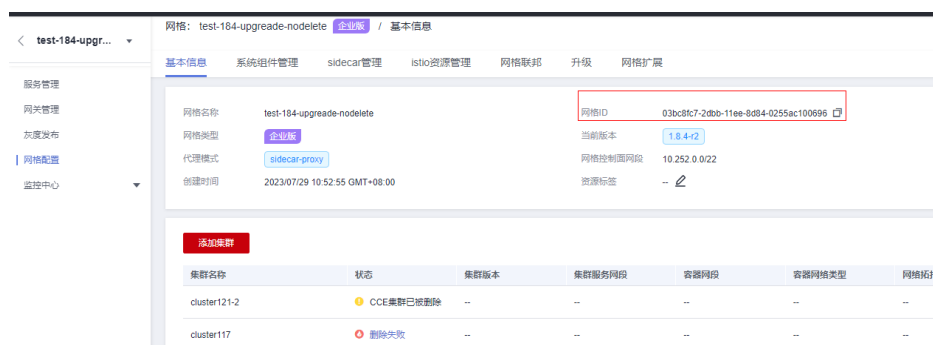 test-184-upgr...
网格： test-184-upgreade-nodelete 企业版 / 基本信息
基本信息 系统组件管理 sidecar管理 istio资源管理 网格联邦 升级 网格扩展
服务管理
网关管理
灰度发布
网格配置
监控中心
网格名称 test-184-upgreade-nodelete 网格ID 03bc8fc7-2dbb-11ee-8d84-0255ac100696
网格类型 企业版 当前版本 1.8.4-r2
代理模式 sidecar-proxy 网格控制面网段 10.252.0.0/22
创建时间 2023/07/29 10:52:55 GMT+08:00 资源标签 --
添加集群
集群名称 状态 集群版本 集群服务网段 容器网段 容器网络类型 网格拓扑
cluster121-2 CCE集群已被删除 -- -- -- -- --
cluster117 删除失败 -- -- -- -- --